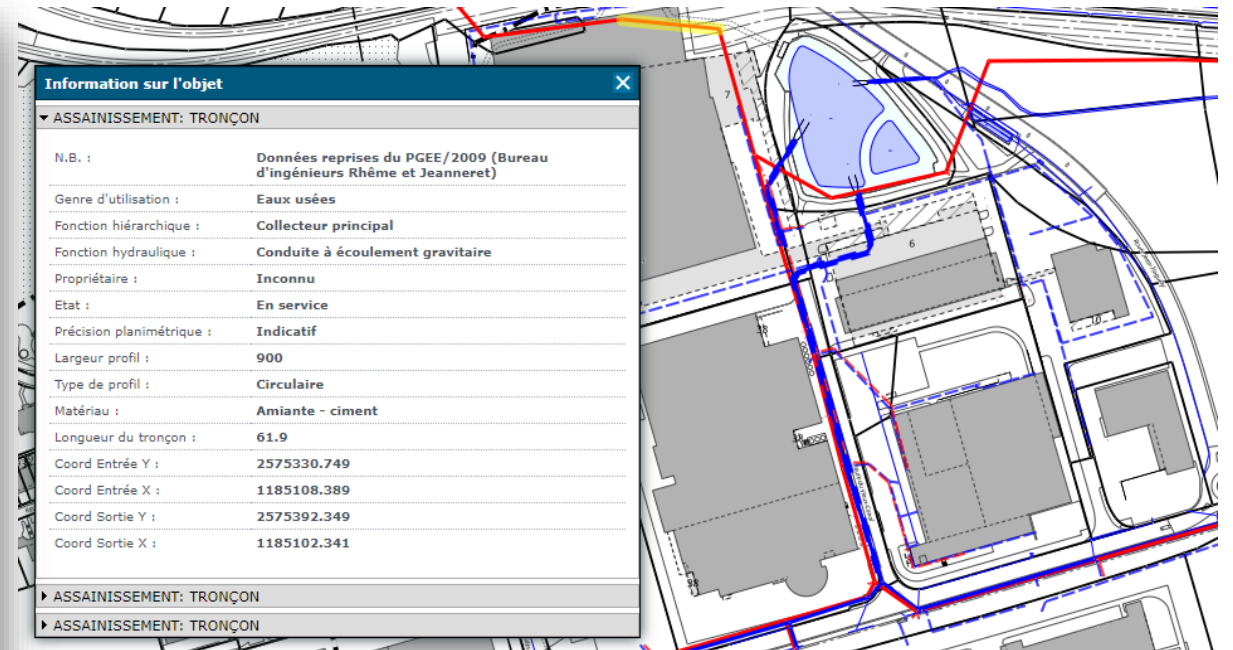 Information sur l'objet
ASSAINISSEMENT: TRONÇON
N.B. : Données reprises du PGEE/2009 (Bureau
d'ingénieurs Rhême et Jeanneret)
Genre d'utilisation : Eaux usées
Fonction hiérarchique : Collecteur principal
Fonction hydraulique : Conduite à écoulement gravitaire
Propriétaire : Inconnu
Etat : En service
Précision planimétrique : Indicatif
Largeur profil : 900
Type de profil : Circulaire
Matériau : Amiante - ciment
Longueur du tronçon : 61.9
Coord Entrée Y : 2575330.749
Coord Entrée X : 1185108.389
Coord Sortie Y : 2575392.349
Coord Sortie X : 1185102.341
ASSAINISSEMENT: TRONÇON
ASSAINISSEMENT: TRONÇON
7
6
10
38
38
38